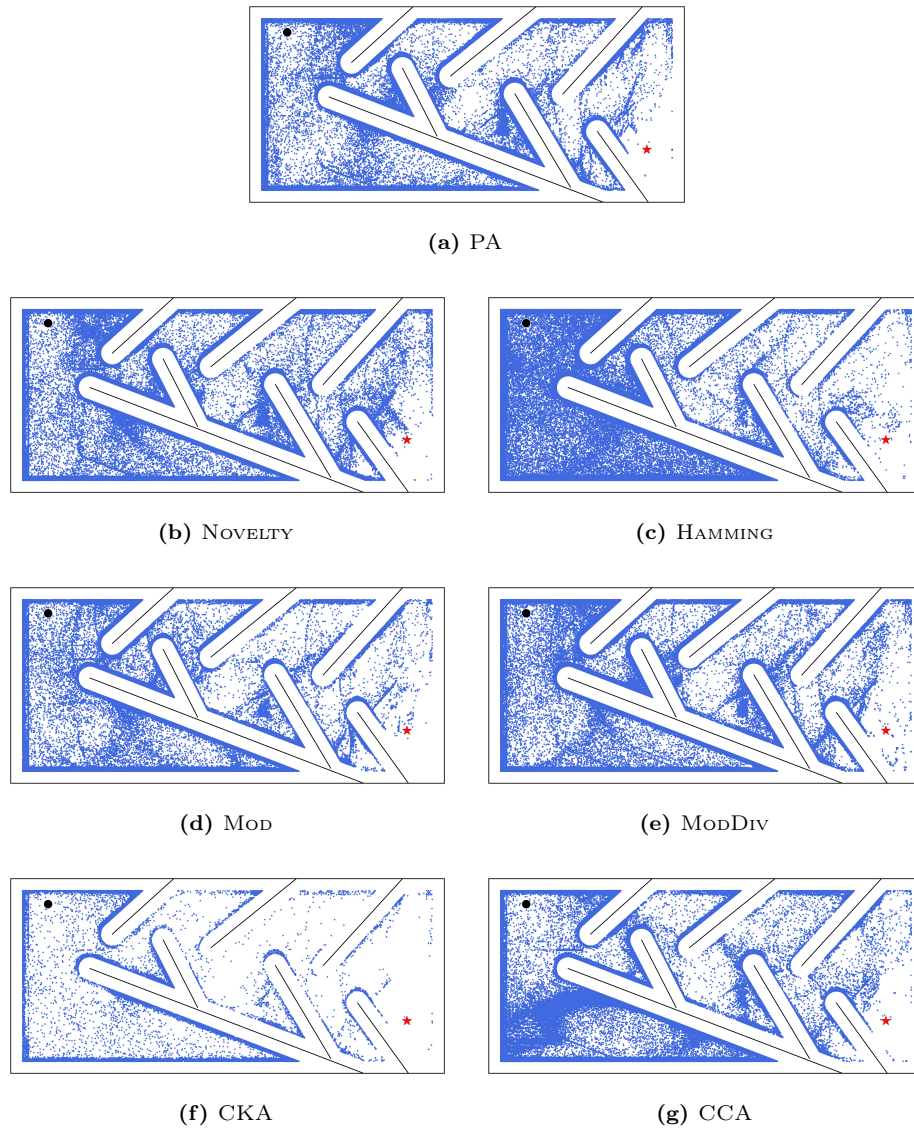 (a) PA
(b) NOVELTY
(c) HAMMING
(d) MOD
(e) MODDIV
(f) CKA
(g) CCA